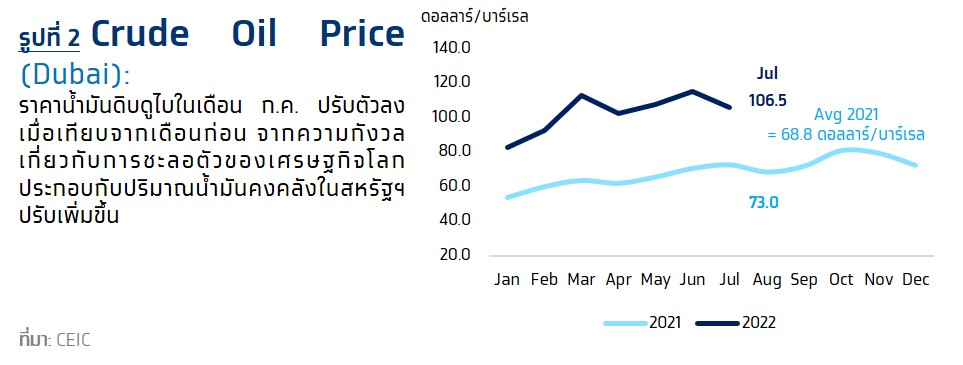 รูปที่ 2 Crude Oil Price
(Dubai):
ราคาน้ำมันดิบดูไบในเดือน ก.ค. ปรับตัวลง
เมื่อเทียบจากเดือนก่อน จากความกังวล
เกี่ยวกับการชะลอตัวของเศรษฐกิจโลก
ประกอบกับปริมาณน้ำมันคงคลังในสหรัฐฯ
ปรับเพิ่มขึ้น
ที่มา: CEIC
ดอลลาร์/บาร์เรล
140.0
120.0
100.0
80.0
60.0
40.0
20.0
Jul
106.5
Avg 2021
= 68.8 ดอลลาร์/บาร์เรล
73.0
Jan Feb Mar Apr May Jun Jul Aug Sep Oct Nov Dec
2021 2022